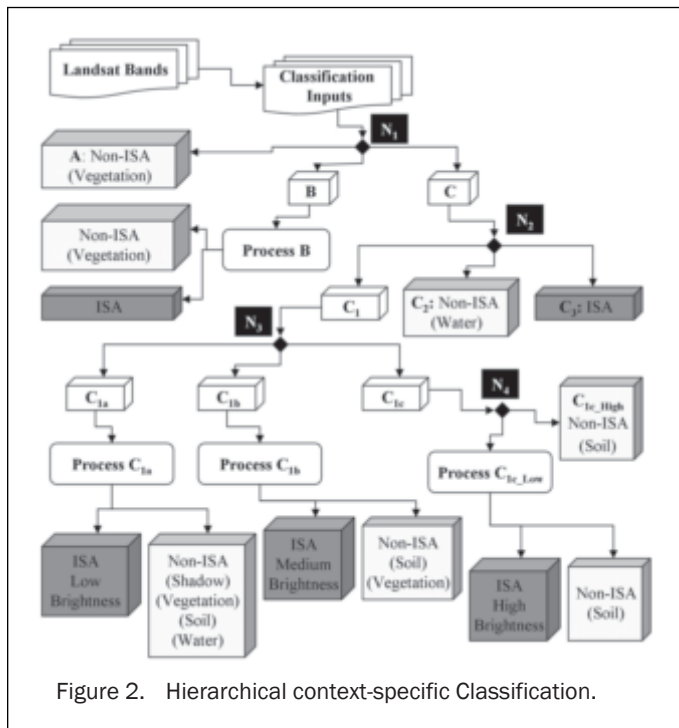 Landsat Bands
Classification
Inputs
N1
A: Non-ISA
(Vegetation)
B
C
N2
Non-ISA
(Vegetation)
Process B
ISA
C1
C2: Non-ISA
(Water)
C3: ISA
N3
C1a
C1b
C1c
N4
C1c_High
Non-ISA
(Soil)
Process C1a
Process C1b
Process C1c_Low
ISA
Low
Brightness
Non-ISA
(Shadow)
(Vegetation)
(Soil)
(Water)
ISA
Medium
Brightness
Non-ISA
(Soil)
(Vegetation)
ISA
High
Brightness
Non-ISA
(Soil)
Figure 2. Hierarchical context-specific Classification.